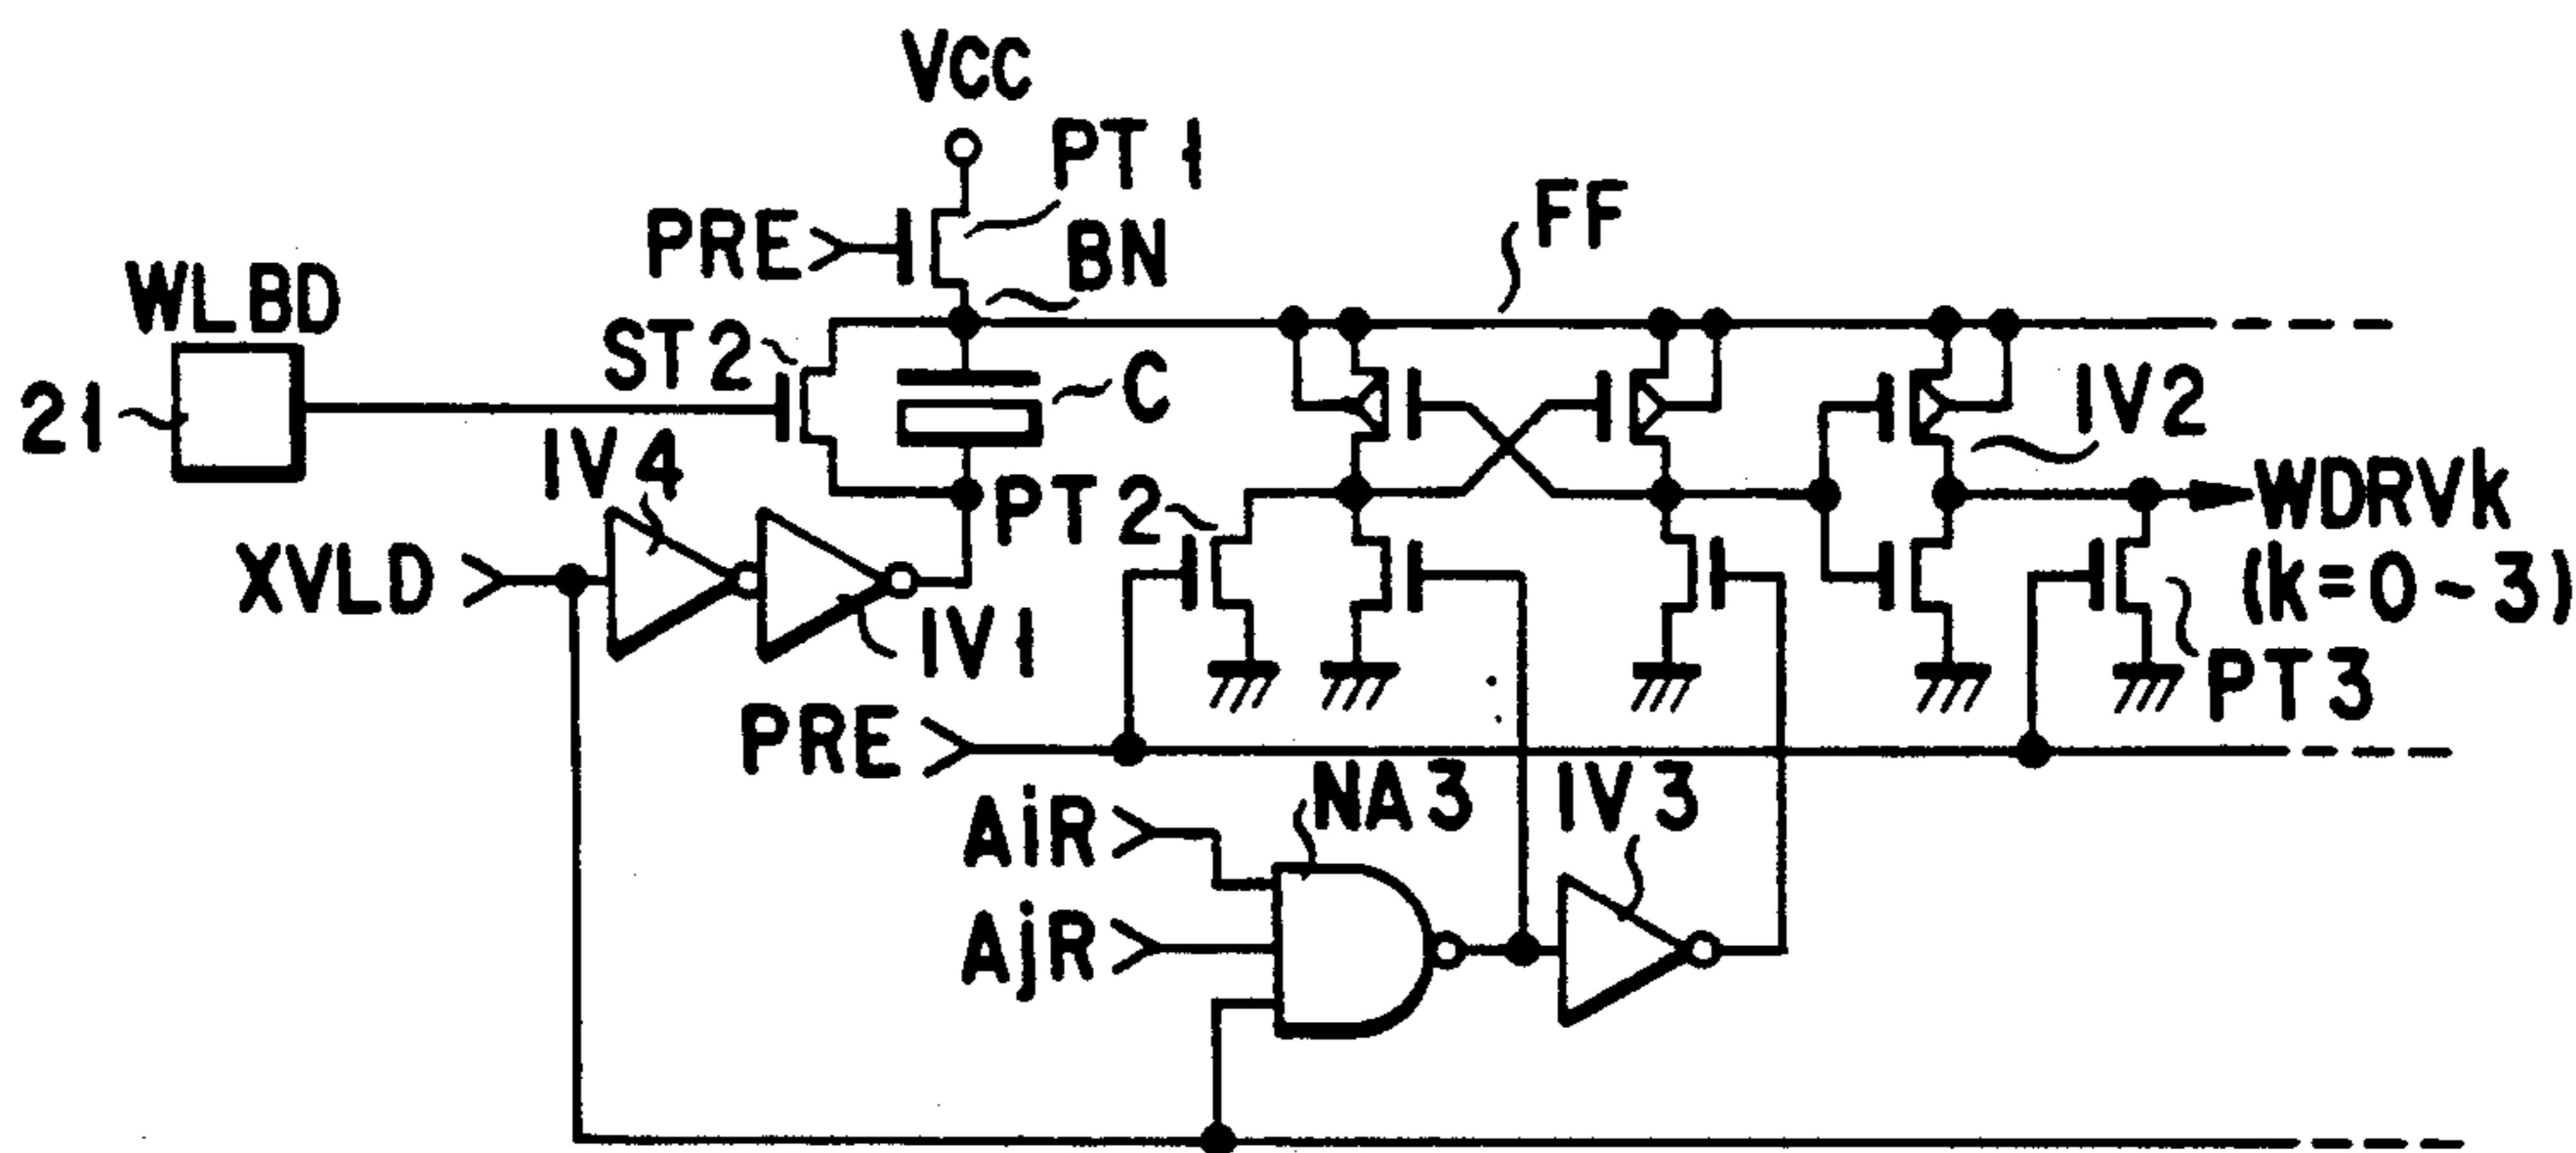 VCC
PT1
PRE
BN
FF
WLBD
ST2
C
21
IV4
IV2
PT2
WDRVk
(k=0-3)
XVLD
IV1
PT3
PRE
NA3
IV3
AiR
AjR